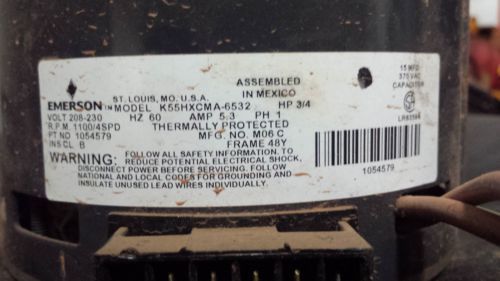 ASSEMBLED
IN MEXICO
15 MFD
370 VAC
CAPACITOR
EMERSON™
ST. LOUIS, MO. U.S.A.
MODEL K55HXCMA-6532
HP 3/4
VOLT 208-230 HZ 60 AMP 5.3 PH 1
R.P.M. 1100/4SPD THERMALLY PROTECTED
PT NO 1054579 MFG. NO. M06 C
INS CL B FRAME 48Y
WARNING: FOLLOW ALL SAFETY INFORMATION. TO
REDUCE POTENTIAL ELECTRICAL SHOCK,
DISCONNECT POWER BEFORE SERVICING. FOLLOW
NATIONAL AND LOCAL CODES FOR GROUNDING AND
INSULATE UNUSED LEAD WIRES INDIVIDUALLY.
1054579